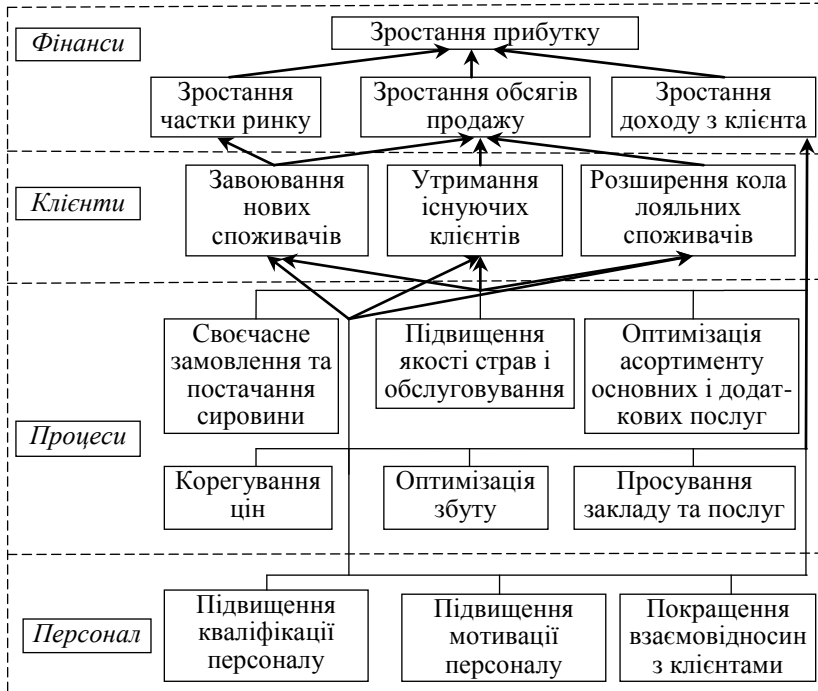 Фінанси
Зростання прибутку
Зростання
частки ринку
Зростання обсягів
продажу
Зростання
доходу з клієнта
Клієнти
Завоювання
нових
споживачів
Утримання
існуючих
клієнтів
Розширення кола
лояльних
споживачів
Процеси
Своєчасне
замовлення та
постачання
сировини
Підвищення
якості страв і
обслуговування
Оптимізація
асортименту
основних і додат-
кових послуг
Корегування
цін
Оптимізація
збуту
Просування
закладу та послуг
Персонал
Підвищення
кваліфікації
персоналу
Підвищення
мотивації
персоналу
Покращення
взаємовідносин
з клієнтами